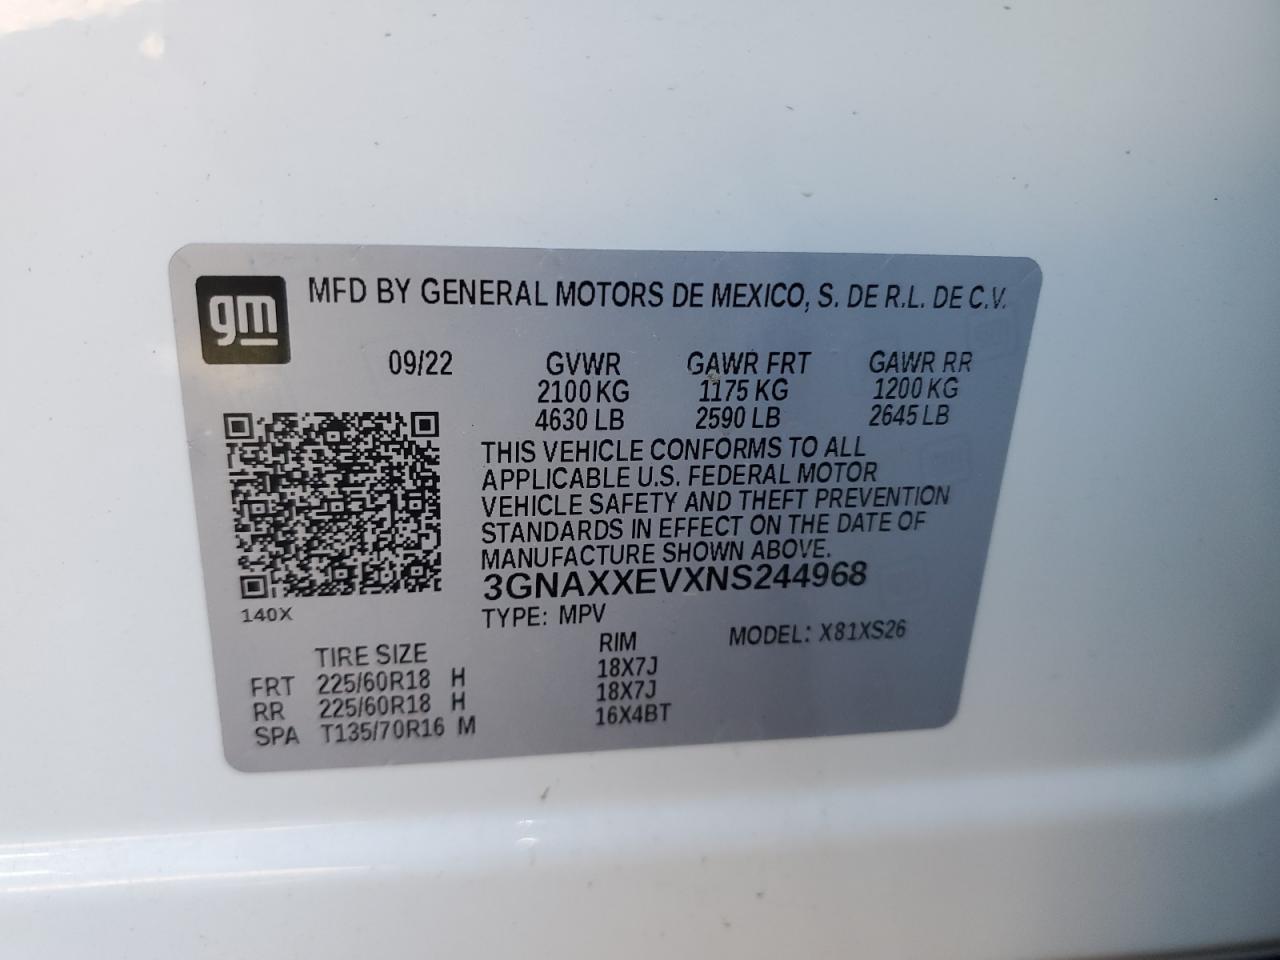 gm
MFD BY GENERAL MOTORS DE MEXICO, S. DE R.L. DE C.V.
09/22 GVWR GAWR FRT GAWR RR
2100 KG 1175 KG 1200 KG
4630 LB 2590 LB 2645 LB
THIS VEHICLE CONFORMS TO ALL
APPLICABLE U.S. FEDERAL MOTOR
VEHICLE SAFETY AND THEFT PREVENTION
STANDARDS IN EFFECT ON THE DATE OF
MANUFACTURE SHOWN ABOVE.
3GNAXXEVXNS244968
140X
TYPE: MPV
MODEL: X81XS26
TIRE SIZE RIM
FRT 225/60R18 H 18X7J
RR 225/60R18 H 18X7J
SPA T135/70R16 M 16X4BT